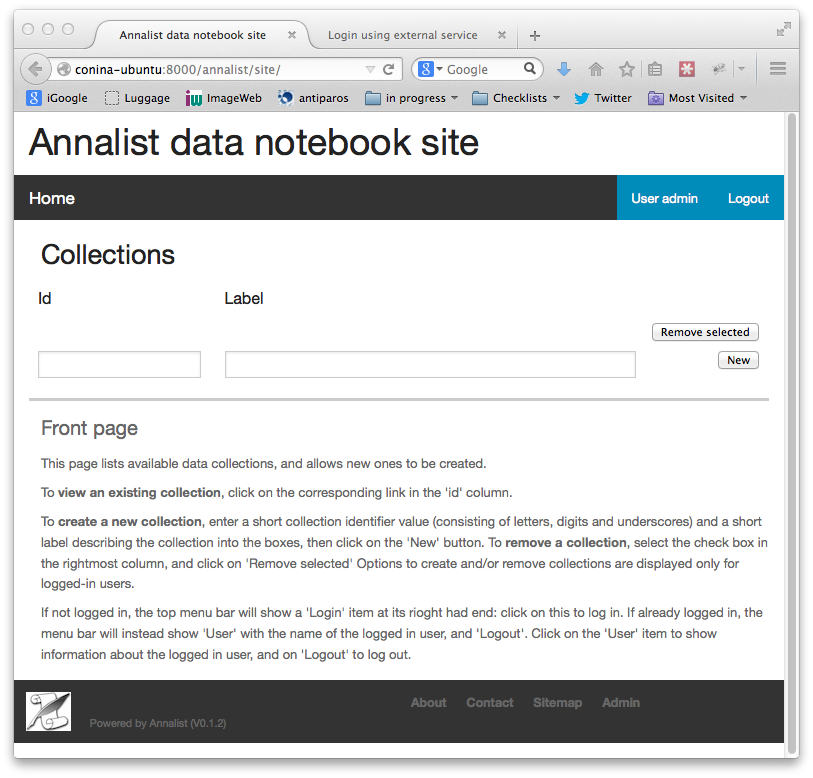 Annalist data notebook site
Login using external service
conina-ubuntu:8000/annalist/site/
Google
iGoogle Luggage ImageWeb antiparos in progress Checklists Twitter Most Visited
Annalist data notebook site
Home User admin Logout
Collections
Id Label
Remove selected
New
Front page
This page lists available data collections, and allows new ones to be created.
To view an existing collection, click on the corresponding link in the 'id' column.
To create a new collection, enter a short collection identifier value (consisting of letters, digits and underscores) and a short
label describing the collection into the boxes, then click on the 'New' button. To remove a collection, select the check box in
the rightmost column, and click on 'Remove selected' Options to create and/or remove collections are displayed only for
logged-in users.
If not logged in, the top menu bar will show a 'Login' item at its rioght had end: click on this to log in. If already logged in, the
menu bar will instead show 'User' with the name of the logged in user, and 'Logout'. Click on the 'User' item to show
information about the logged in user, and on 'Logout' to log out.
About Contact Sitemap Admin
Powered by Annalist (V0.1.2)